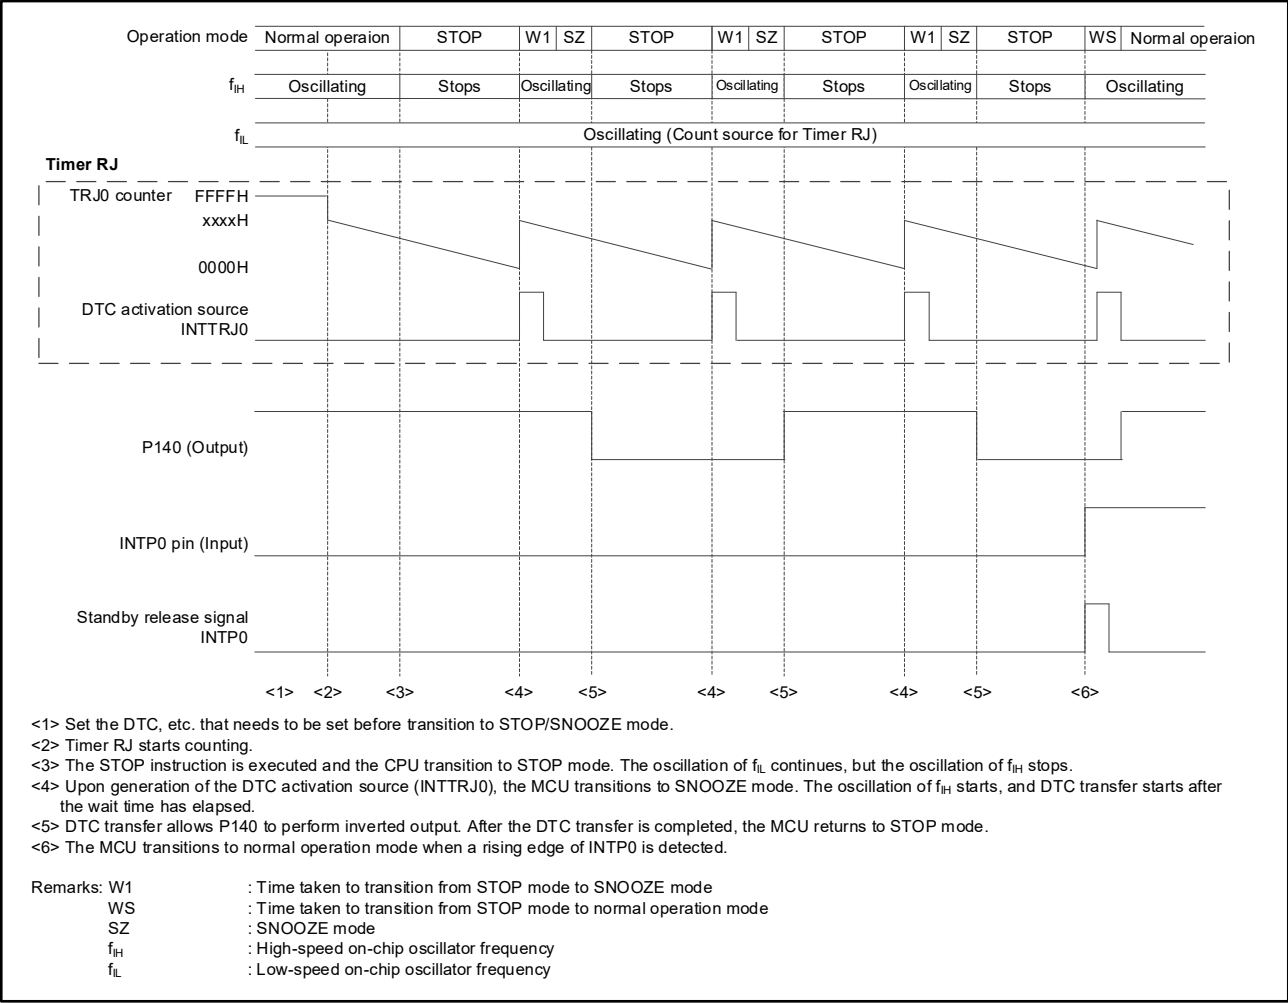 Operation mode Normal operaion STOP W1 SZ STOP W1 SZ STOP W1 SZ STOP WS Normal operaion
fIH Oscillating Stops Oscillating Stops Oscillating Stops Oscillating Stops Oscillating
fIL Oscillating (Count source for Timer RJ)
Timer RJ
TRJ0 counter FFFFH
xxxxH
0000H
DTC activation source
INTTRJ0
P140 (Output)
INTP0 pin (Input)
Standby release signal
INTP0
<1> <2> <3> <4> <5> <4> <5> <4> <5> <6>
<1> Set the DTC, etc. that needs to be set before transition to STOP/SNOOZE mode.
<2> Timer RJ starts counting.
<3> The STOP instruction is executed and the CPU transition to STOP mode. The oscillation of fIL continues, but the oscillation of fIH stops.
<4> Upon generation of the DTC activation source (INTTRJ0), the MCU transitions to SNOOZE mode. The oscillation of fIH starts, and DTC transfer starts after
the wait time has elapsed.
<5> DTC transfer allows P140 to perform inverted output. After the DTC transfer is completed, the MCU returns to STOP mode.
<6> The MCU transitions to normal operation mode when a rising edge of INTP0 is detected.
Remarks: W1 : Time taken to transition from STOP mode to SNOOZE mode
WS : Time taken to transition from STOP mode to normal operation mode
SZ : SNOOZE mode
fIH : High-speed on-chip oscillator frequency
fIL : Low-speed on-chip oscillator frequency